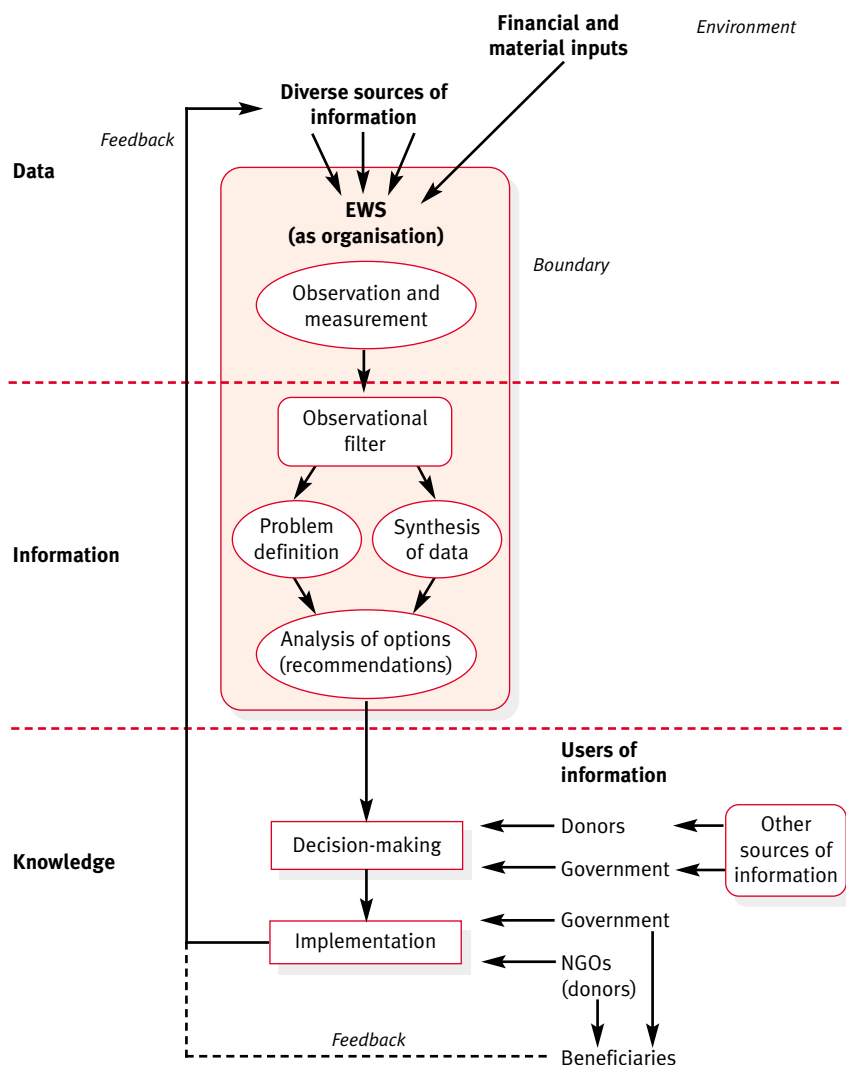 Financial and
material inputs
Environment
Diverse sources of
information
Feedback
Data
EWS
(as organisation)
Boundary
Observation and
measurement
Observational
filter
Problem
definition
Synthesis
of data
Information
Analysis of options
(recommendations)
Users of
information
Donors
Other
sources of
information
Decision-making
Knowledge
Government
Government
Implementation
NGOs
(donors)
Feedback
Beneficiaries